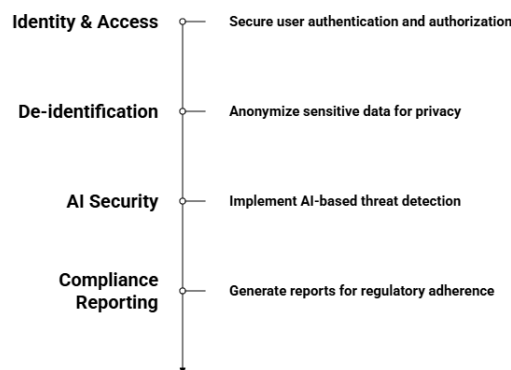 Identity & Access
Secure user authentication and authorization
De-identification
Anonymize sensitive data for privacy
AI Security
Implement AI-based threat detection
Compliance
Reporting
Generate reports for regulatory adherence